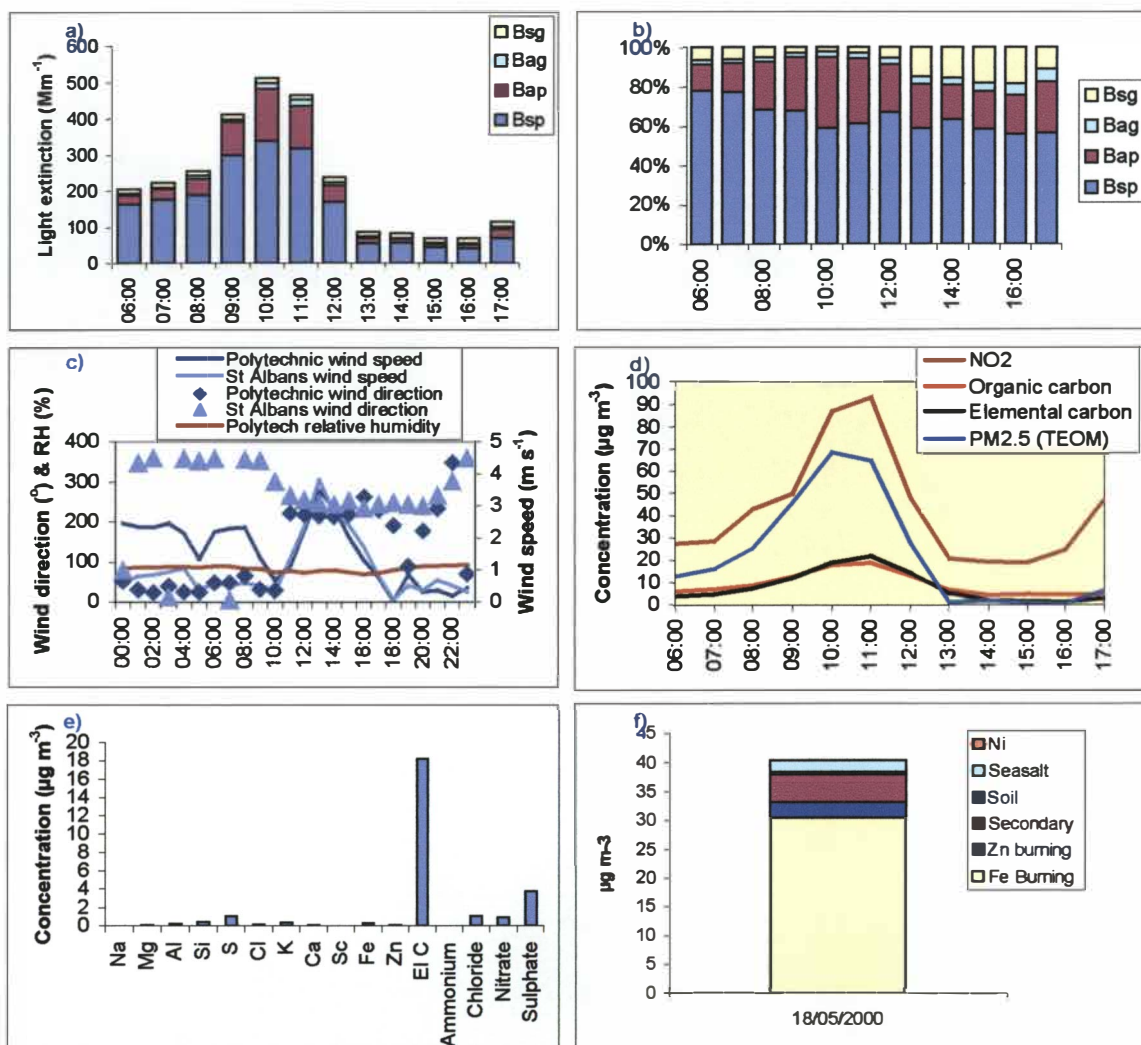 a)
600
500
400
300
200
100
0
Light extinction (Mm⁻¹)
06:00
07:00
08:00
09:00
10:00
11:00
12:00
13:00
14:00
15:00
16:00
17:00
Bsg
Bag
Bap
Bsp
b)
100%
80%
60%
40%
20%
0%
06:00
08:00
10:00
12:00
14:00
16:00
Bsg
Bag
Bap
Bsp
c)
Polytechnic wind speed
St Albans wind speed
Polytechnic wind direction
St Albans wind direction
Polytech relative humidity
Wind direction (°) & RH (%)
400
300
200
100
0
5
4
3
2
1
0
Wind speed (m s⁻¹)
00:00
02:00
04:00
06:00
08:00
10:00
12:00
14:00
16:00
18:00
20:00
22:00
d)
NO2
Organic carbon
Elemental carbon
PM2.5 (TEOM)
Concentration (µg m⁻³)
100
90
80
70
60
50
40
30
20
10
0
06:00
07:00
08:00
09:00
10:00
11:00
12:00
13:00
14:00
15:00
16:00
17:00
e)
Concentration (µg m⁻³)
20
18
16
14
12
10
8
6
4
2
0
Na
Mg
Al
Si
S
Cl
K
Ca
Sc
Fe
Zn
El C
Ammonium
Chloride
Nitrate
Sulphate
f)
µg m-3
45
40
35
30
25
20
15
10
5
0
18/05/2000
Ni
Seasalt
Soil
Secondary
Zn burning
Fe Burning